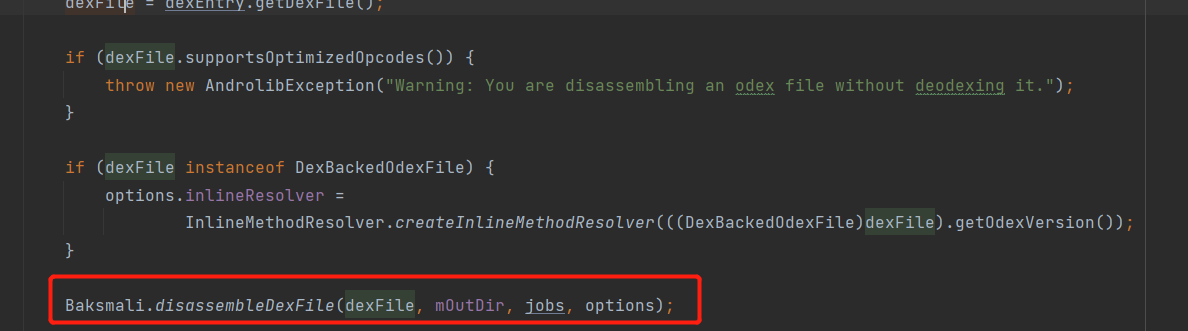 dexFile = dexEntry.getDexFile();
if (dexFile.supportsOptimizedOpcodes()) {
throw new AndrolibException("Warning: You are disassembling an odex file without deodexing it.");
}
if (dexFile instanceof DexBackedOdexFile) {
options.inlineResolver =
InlineMethodResolver.createInlineMethodResolver(((DexBackedOdexFile)dexFile).getOdexVersion());
}
Baksmali.disassembleDexFile(dexFile, mOutDir, jobs, options);